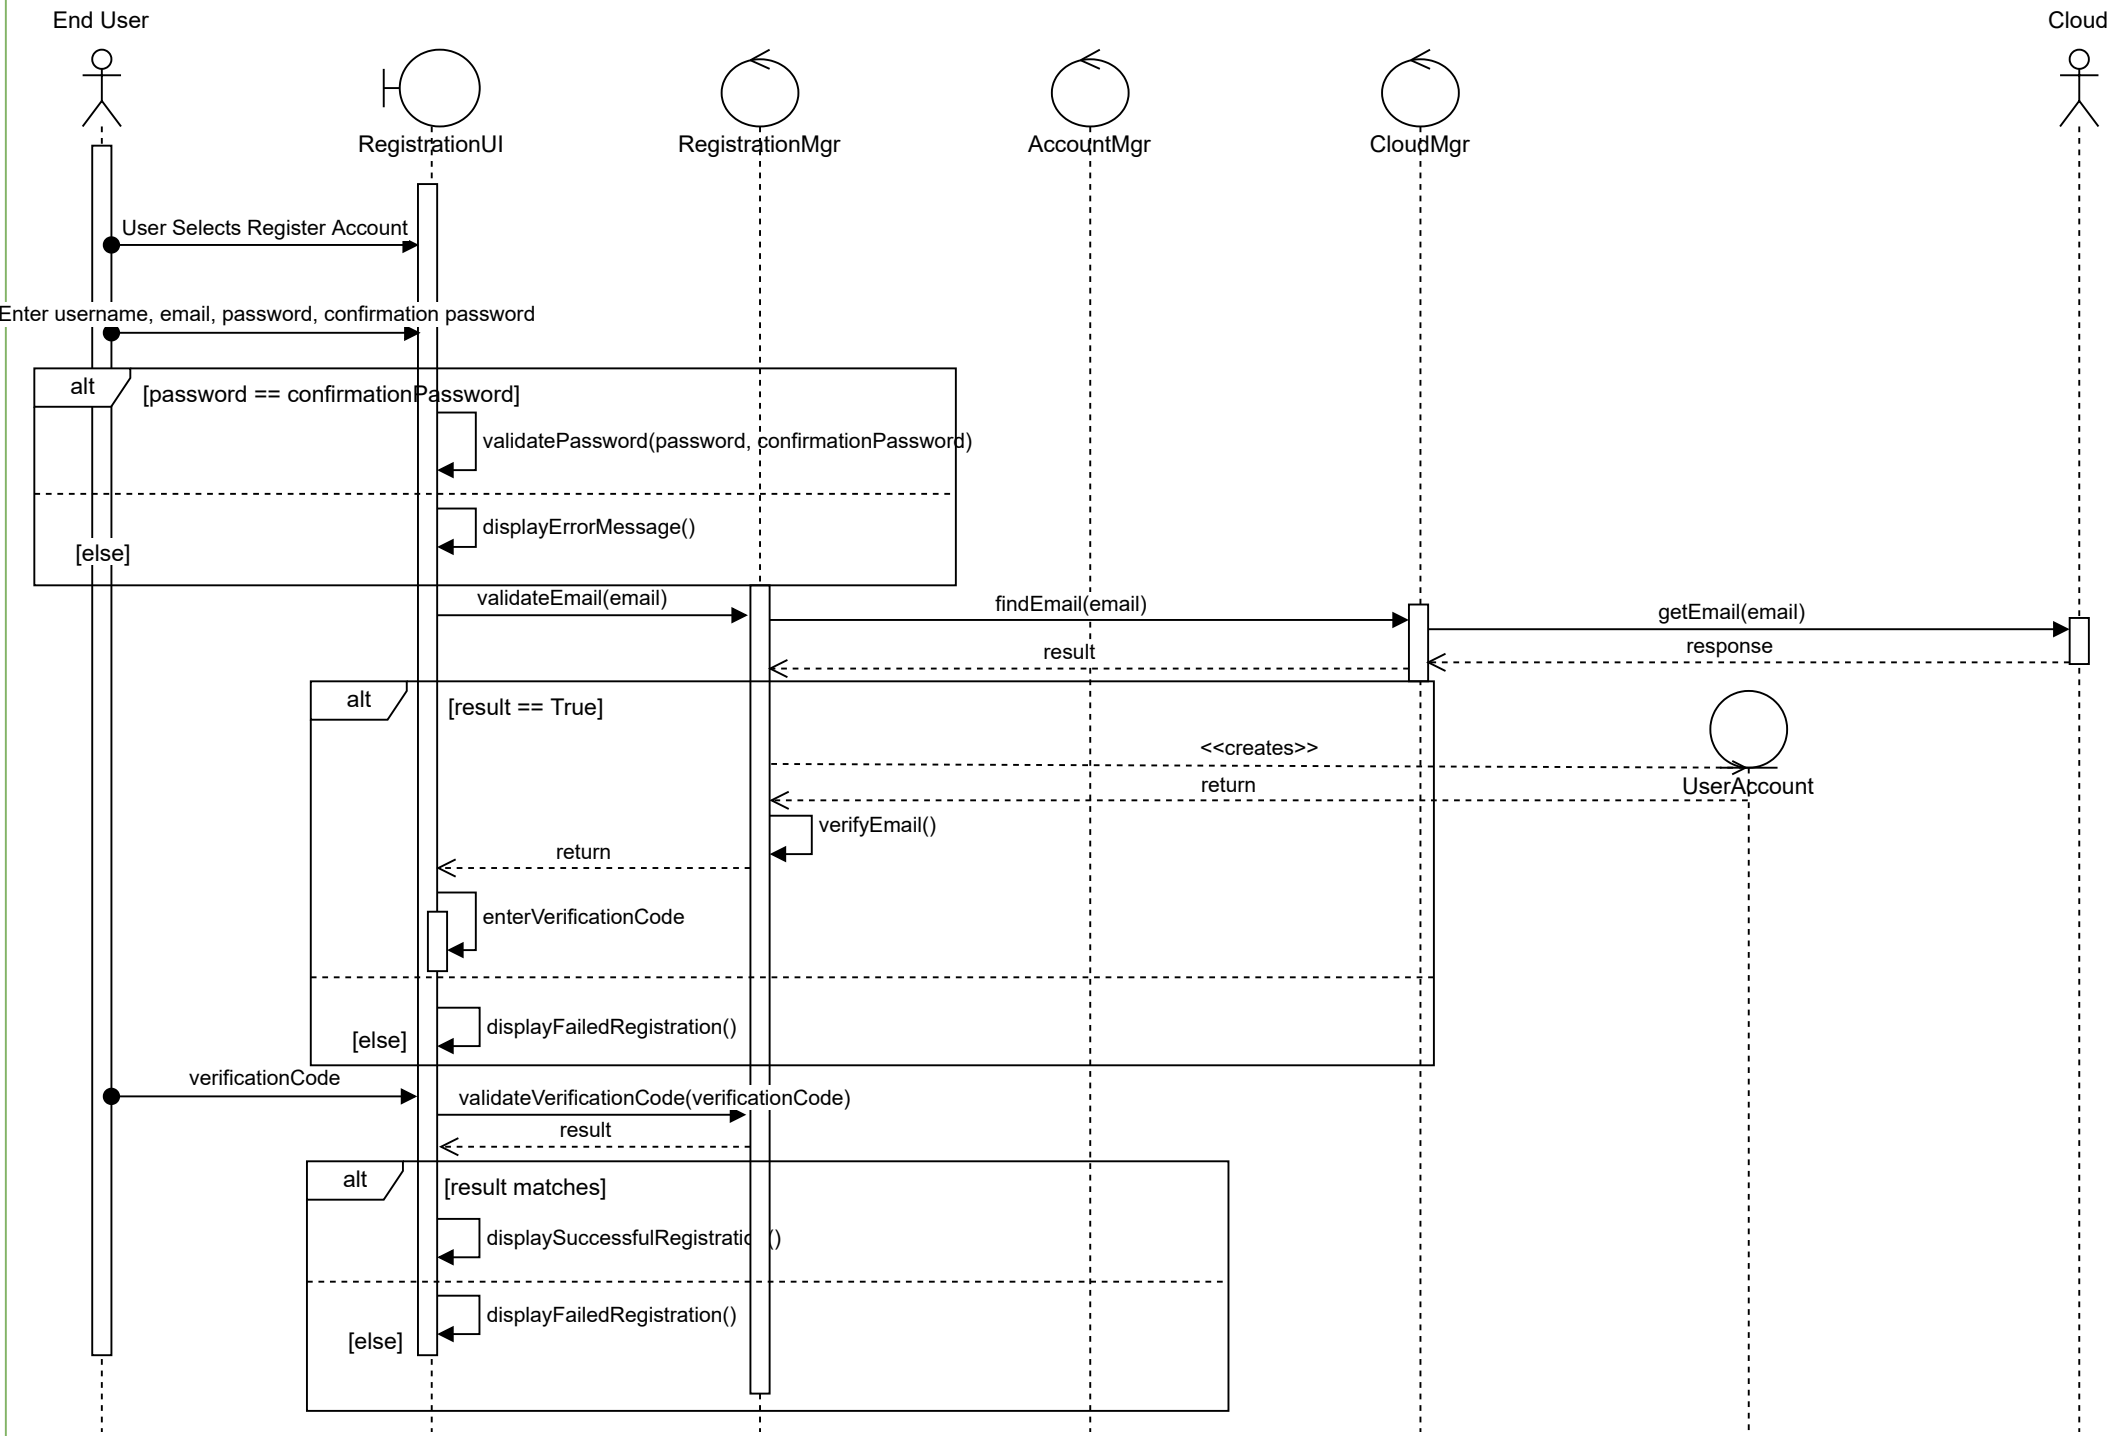 End User
Cloud
RegistrationUI
RegistrationMgr
AccountMgr
CloudMgr
User Selects Register Account
Enter username, email, password, confirmation password
alt
[password == confirmationPassword]
validatePassword(password, confirmationPassword)
displayErrorMessage()
[else]
validateEmail(email)
findEmail(email)
getEmail(email)
response
result
alt
[result == True]
<<creates>>
UserAccount
return
verifyEmail()
return
enterVerificationCode
displayFailedRegistration()
[else]
verificationCode
validateVerificationCode(verificationCode)
result
alt
[result matches]
displaySuccessfulRegistration()
displayFailedRegistration()
[else]